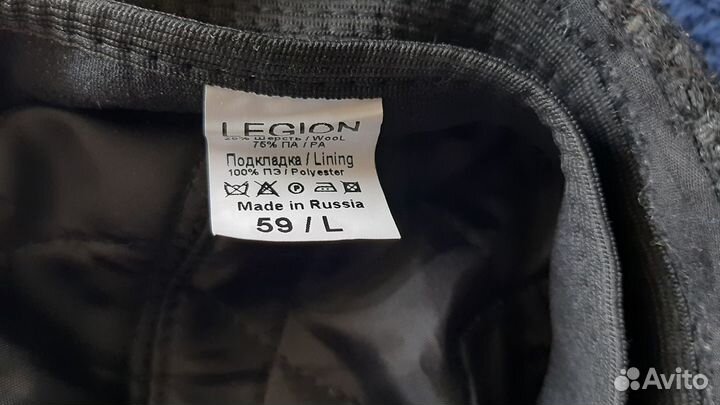 LEGION
25% Шерсть / Wool
75% ПА / PA
Подкладка / Lining
100% ПЭ / Polyester
Made in Russia
59 / L
Avito